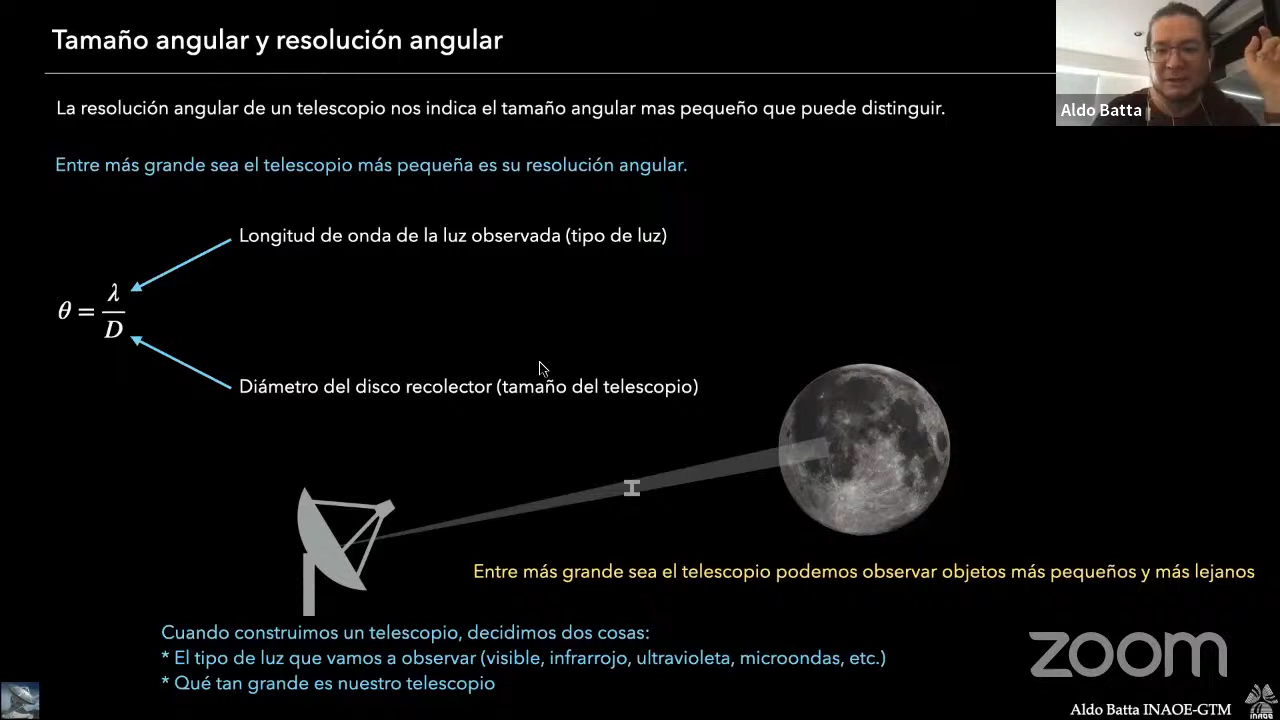 Tamaño angular y resolución angular
Aldo Batta
La resolución angular de un telescopio nos indica el tamaño angular mas pequeño que puede distinguir.
Entre más grande sea el telescopio más pequeña es su resolución angular.
Longitud de onda de la luz observada (tipo de luz)
θ = λ / D
Diámetro del disco recolector (tamaño del telescopio)
Entre más grande sea el telescopio podemos observar objetos más pequeños y más lejanos
Cuando construimos un telescopio, decidimos dos cosas:
* El tipo de luz que vamos a observar (visible, infrarrojo, ultravioleta, microondas, etc.)
* Qué tan grande es nuestro telescopio
zoom
Aldo Batta INAOE-GTM
INAOE